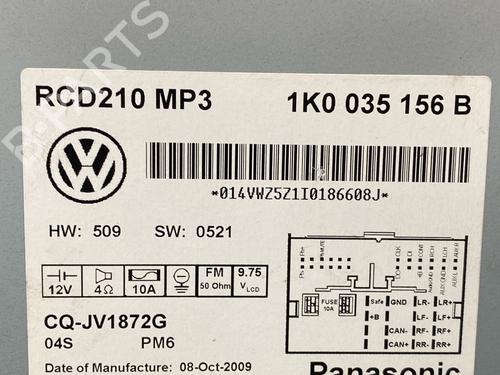 RCD210 MP3 1K0 035 156 B
*014VWZ5Z1I0186608J*
HW: 509 SW: 0521
12V 4Ω 10A FM 50 Ohm 9.75 VLCD
FUSE 10A
Safe GND LR- LR+
+B LF- LF+
CAN- RF- RF+
CAN+ RR- RR+
CQ-JV1872G
04S PM6
Date of Manufacture: 08-Oct-2009
Panasonic
B-PARTS